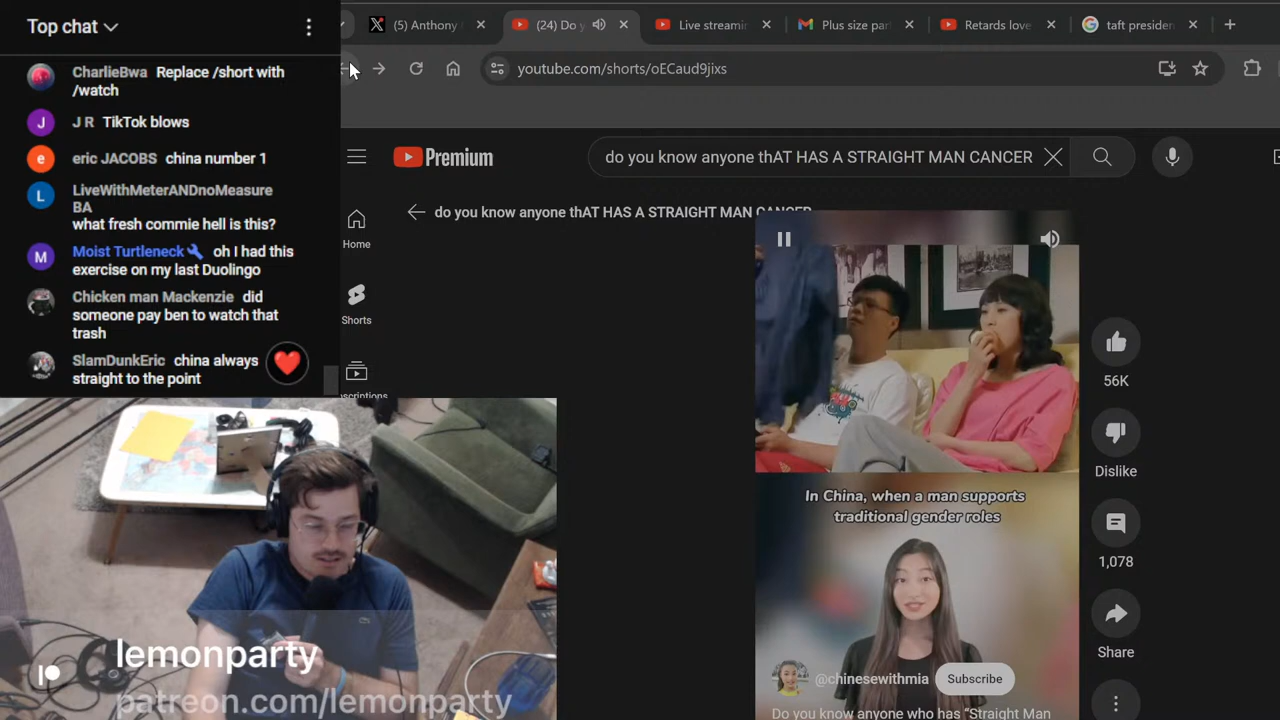 Top chat
CharlieBwa Replace /short with
/watch
J R TikTok blows
eric JACOBS china number 1
LiveWithMeterANDnoMeasure
BA
what fresh commie hell is this?
Moist Turtleneck oh I had this
exercise on my last Duolingo
Chicken man Mackenzie did
someone pay ben to watch that
trash
SlamDunkEric china always
straight to the point
(5) Anthony
(24) Do y
Live streami
Plus size par
Retards love
taft presiden
youtube.com/shorts/oECaud9jixs
Premium
do you know anyone thAT HAS A STRAIGHT MAN CANCER
do you know anyone thAT HAS A STRAIGHT MAN CANCER
Home
Shorts
56K
Dislike
1,078
Share
In China, when a man supports
traditional gender roles
@chinesewithmia
Subscribe
Do you know anyone who has "Straight Man
lemonparty
patreon.com/lemonparty